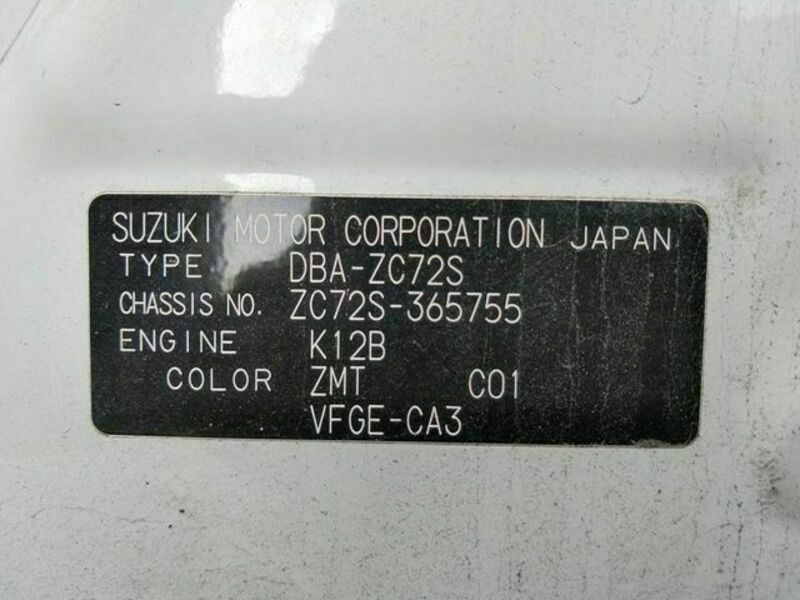 SUZUKI MOTOR CORPORATION JAPAN
TYPE DBA-ZC72S
CHASSIS NO. ZC72S-365755
ENGINE K12B
COLOR ZMT C01
VFGE-CA3